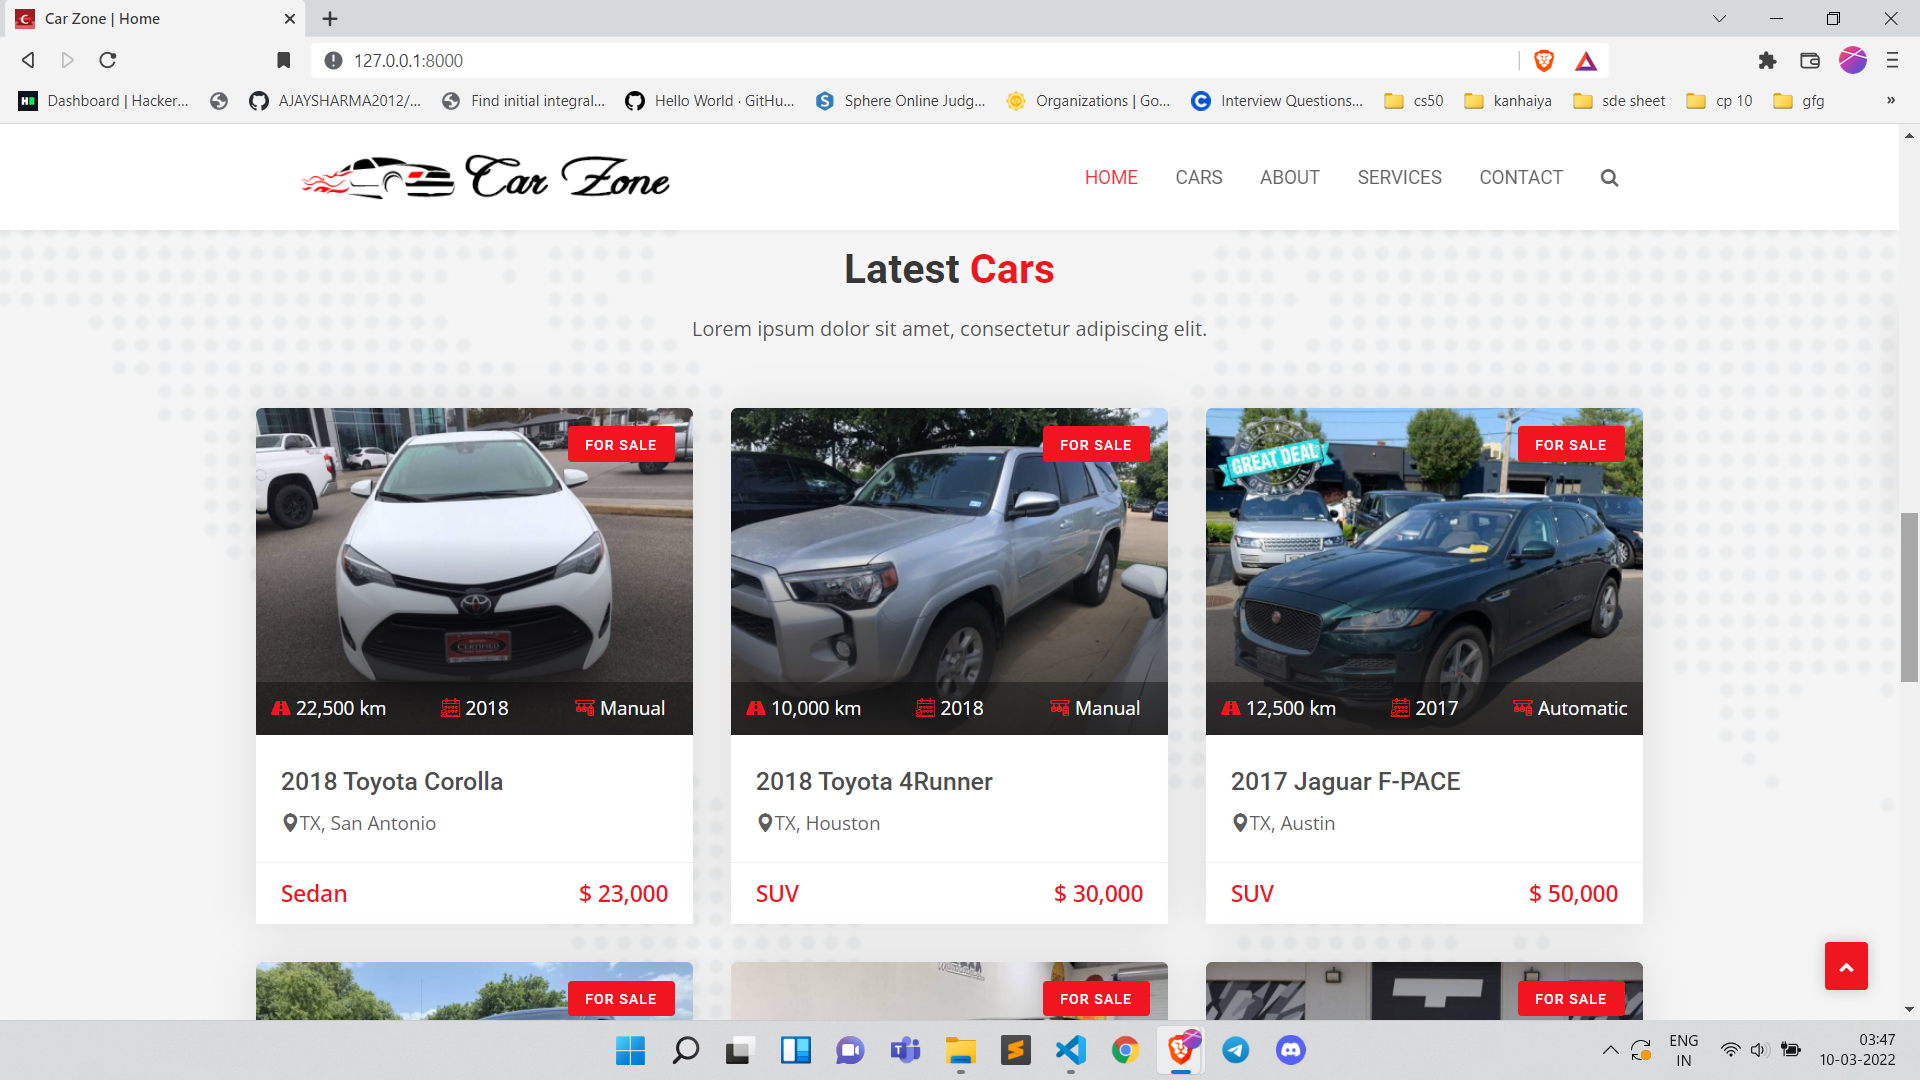 Car Zone | Home
127.0.0.1:8000
Dashboard | Hacker...
AJAYSHARMA2012/...
Find initial integral...
Hello World · GitHu...
Sphere Online Judg...
Organizations | Go...
Interview Questions...
cs50
kanhaiya
sde sheet
cp 10
gfg
»
Car Zone
HOME
CARS
ABOUT
SERVICES
CONTACT
Latest Cars
Lorem ipsum dolor sit amet, consectetur adipiscing elit.
FOR SALE
CERTIFIED
22,500 km
2018
Manual
2018 Toyota Corolla
TX, San Antonio
Sedan
$ 23,000
FOR SALE
10,000 km
2018
Manual
2018 Toyota 4Runner
TX, Houston
SUV
$ 30,000
GREAT DEAL
GREAT DEAL
FOR SALE
12,500 km
2017
Automatic
2017 Jaguar F-PACE
TX, Austin
SUV
$ 50,000
FOR SALE
FOR SALE
FOR SALE
ENG
IN
03:47
10-03-2022